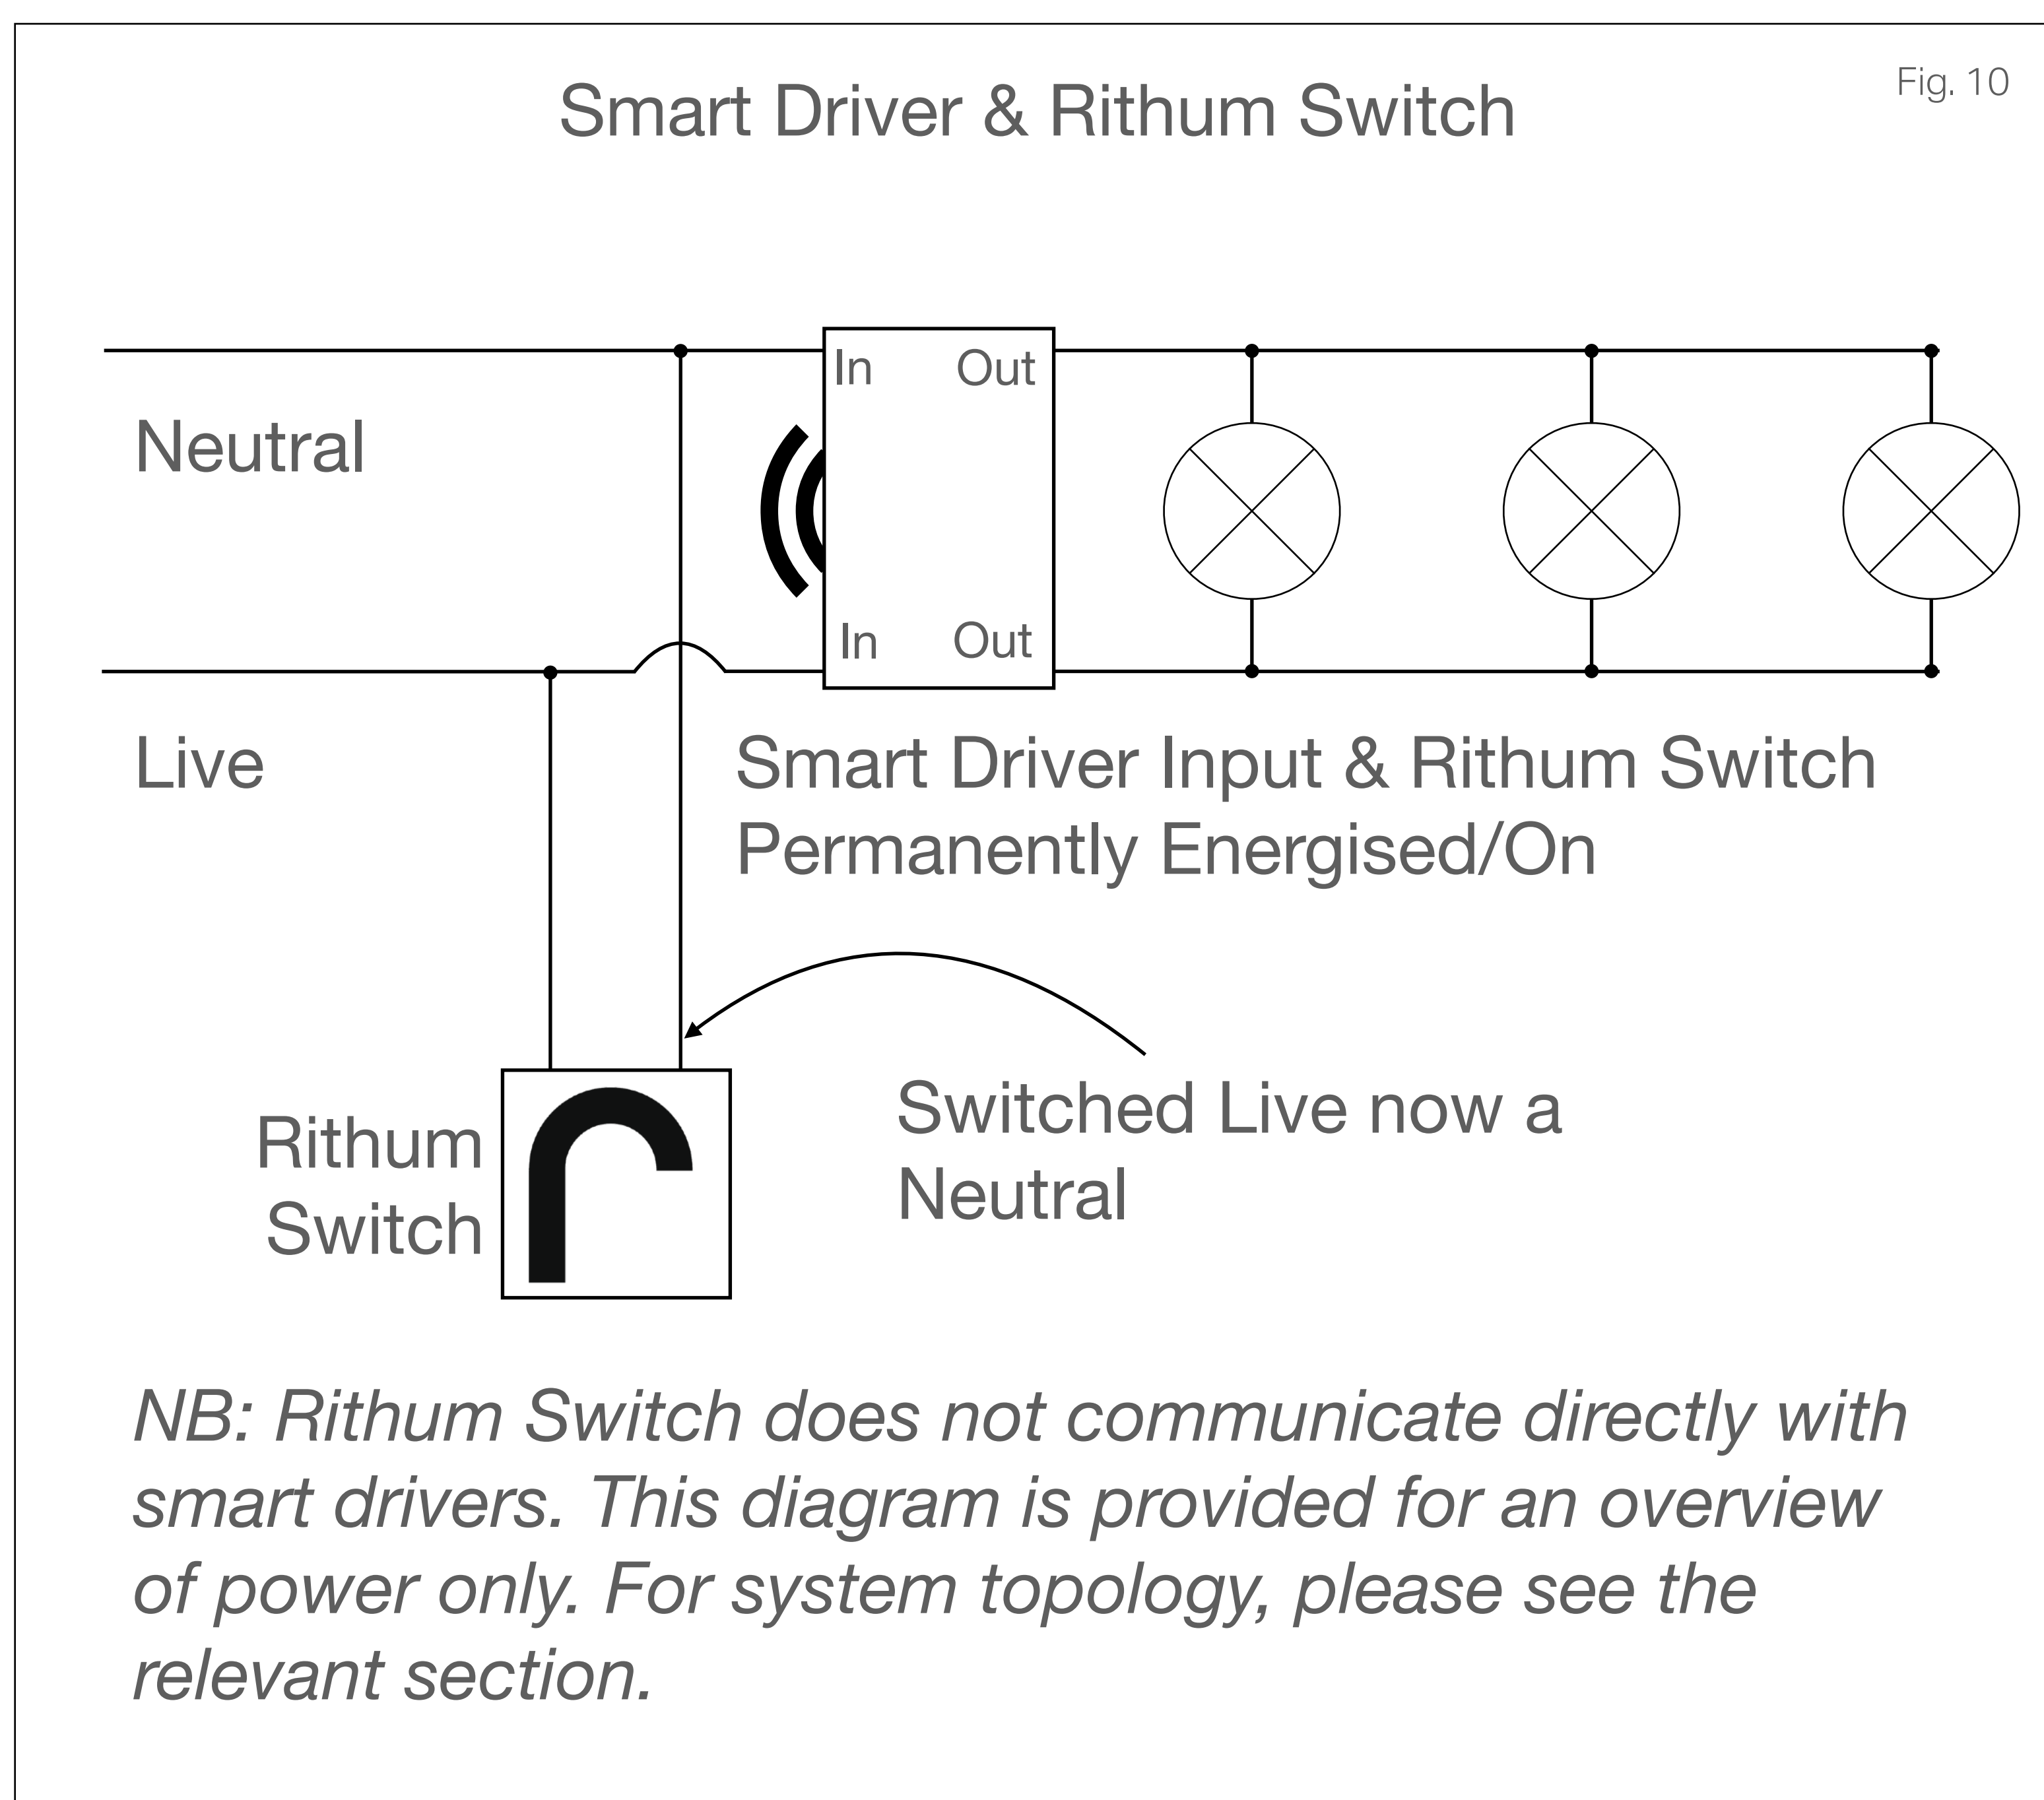 Smart Driver & Rithum Switch
Fig. 10
In
Out
Neutral
In
Out
Live
Smart Driver Input & Rithum Switch
Permanently Energised/On
Switched Live now a
Neutral
Rithum
Switch
NB: Rithum Switch does not communicate directly with
smart drivers. This diagram is provided for an overview
of power only. For system topology, please see the
relevant section.